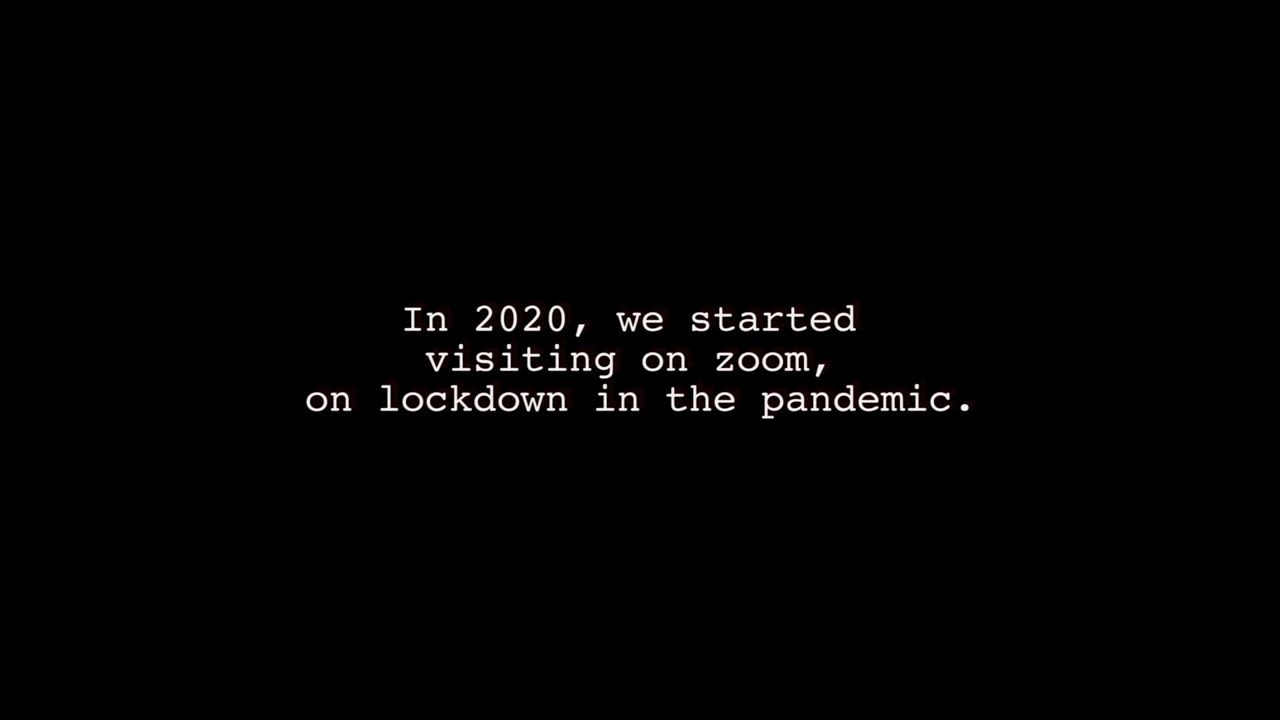 In 2020, we started
visiting on zoom,
on lockdown in the pandemic.